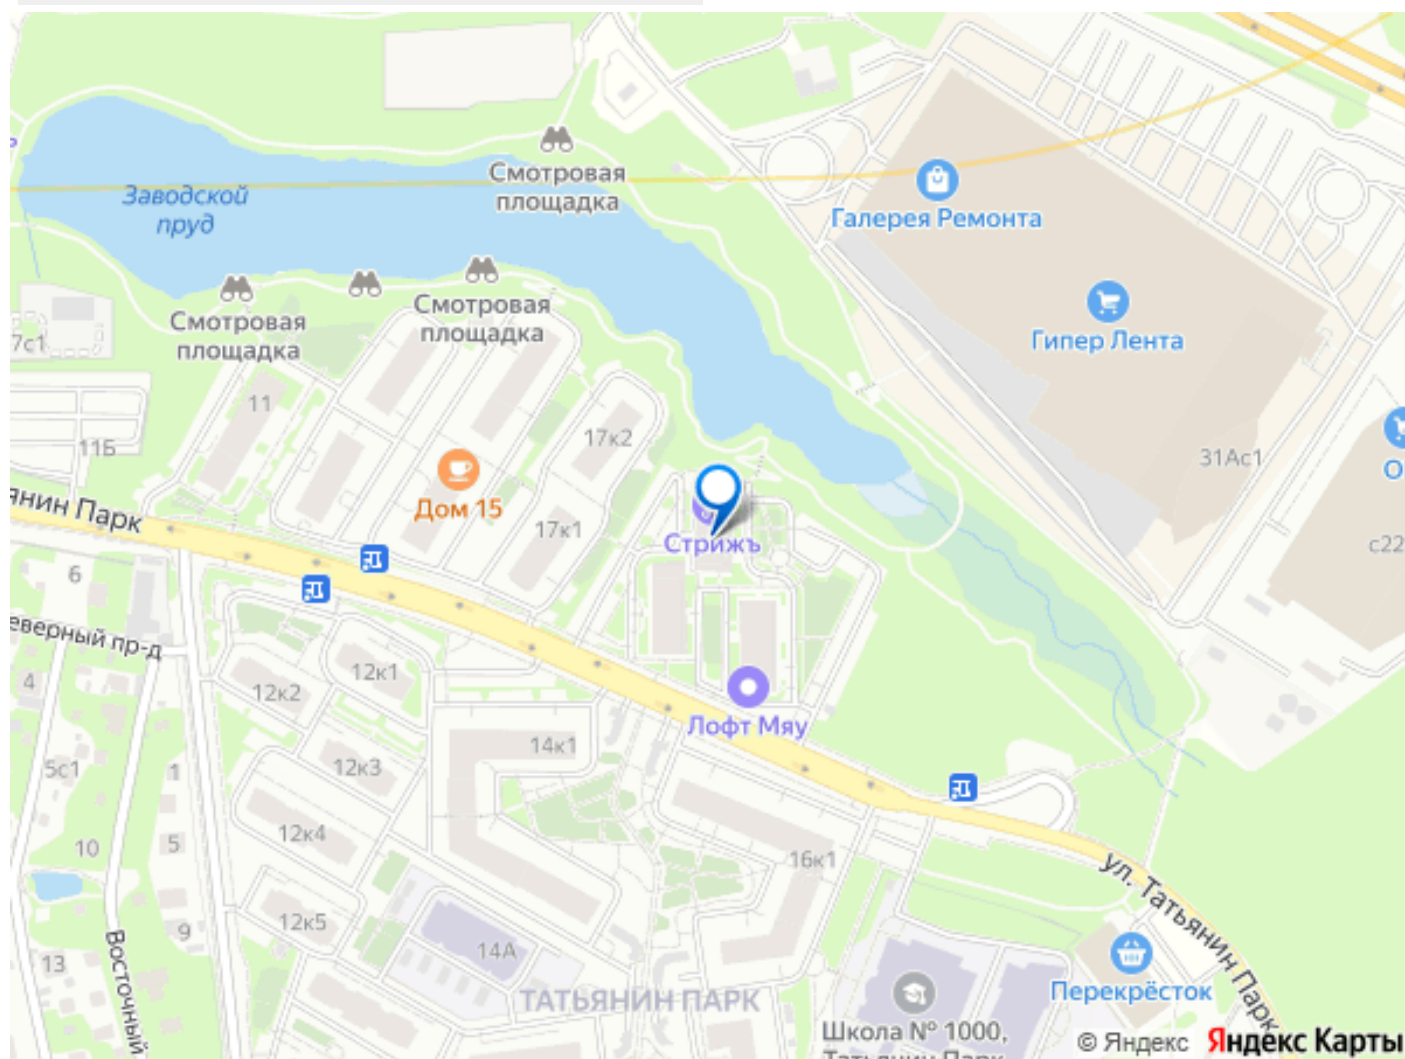 Смотровая
площадка
Заводской
пруд
Галерея Ремонта
Смотровая
площадка
Смотровая
площадка
Гипер Лента
7с1
11
17к2
11Б
31Ас1
О
Дом 15
янин Парк
17к1
Стрижъ
с22
6
еверный пр-д
12к1
4
12к2
Лофт Мяу
14к1
5с1
1
12к3
12к4
10
5
16к1
ул. Татьянин Парк
12к5
9
14А
13
Восточный
ТАТЬЯНИН ПАРК
Перекрёсток
Школа № 1000,
Татьянин Парк
© Яндекс Яндекс Карты